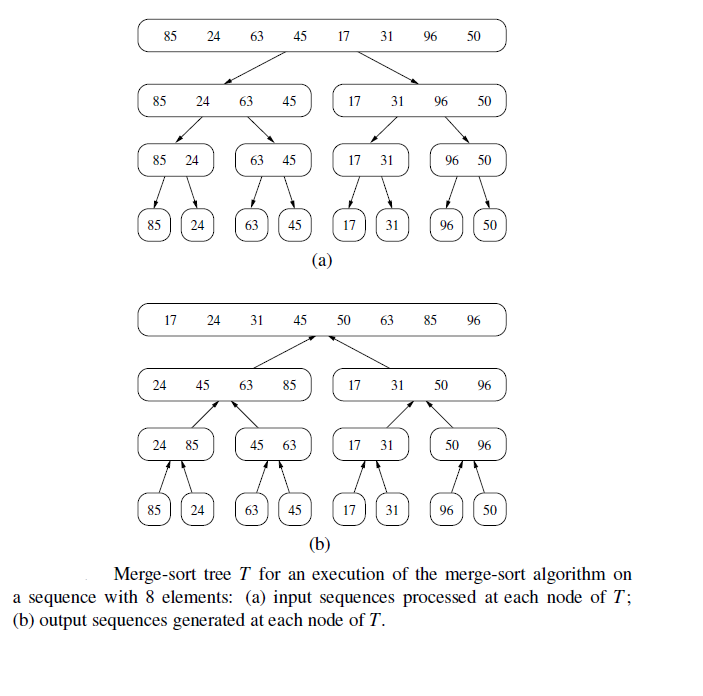 85 24 63 45 17 31 96 50
85 24 63 45 17 31 96 50
85 24 63 45 17 31 96 50
85 24 63 45 17 31 96 50
(a)
17 24 31 45 50 63 85 96
24 45 63 85 17 31 50 96
24 85 45 63 17 31 50 96
85 24 63 45 17 31 96 50
(b)
Merge-sort tree T for an execution of the merge-sort algorithm on
a sequence with 8 elements: (a) input sequences processed at each node of T;
(b) output sequences generated at each node of T.